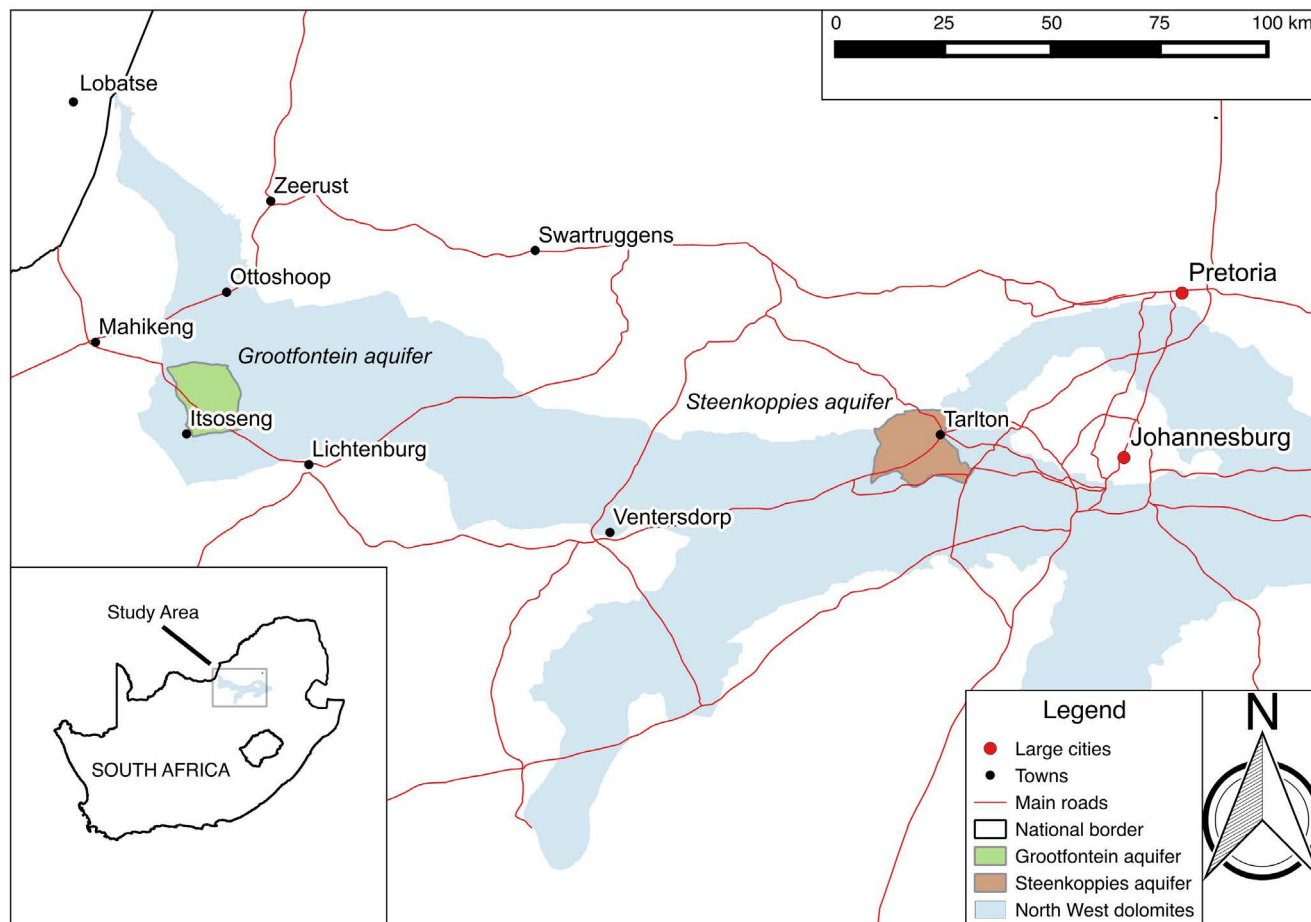 0 25 50 75 100 km
Lobatse
Zeerust
Swartruggens
Ottoshoop
Pretoria
Mahikeng
Grootfontein aquifer
Steenkoppies aquifer
Itsoseng
Tarlton
Johannesburg
Lichtenburg
Ventersdorp
Study Area
SOUTH AFRICA
Legend
Large cities
Towns
Main roads
National border
Grootfontein aquifer
Steenkoppies aquifer
North West dolomites
N